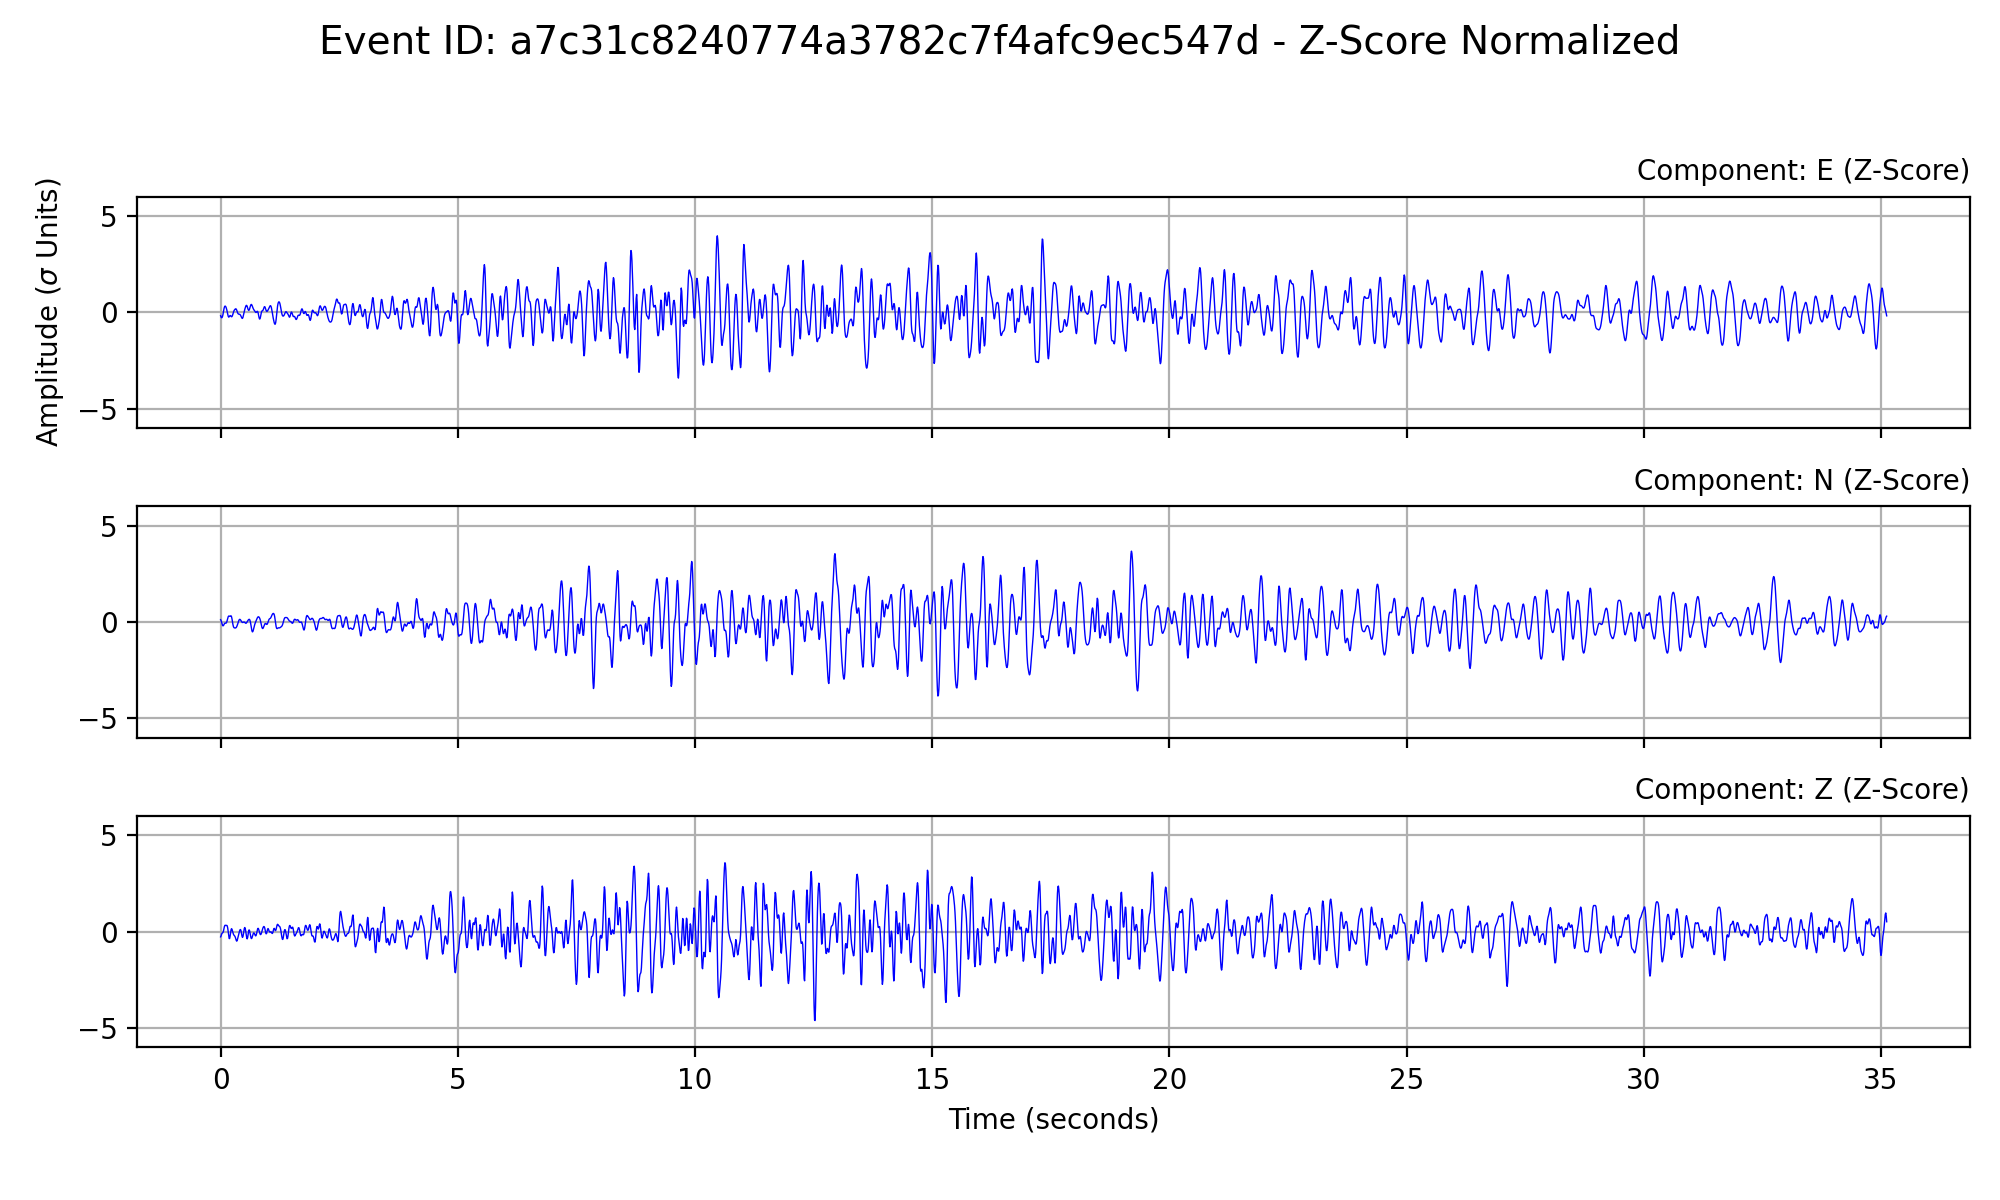 Event ID: a7c31c8240774a3782c7f4afc9ec547d - Z-Score Normalized
Component: E (Z-Score)
Amplitude (σ Units)
5
0
−5
Component: N (Z-Score)
5
0
−5
Component: Z (Z-Score)
5
0
−5
0 5 10 15 20 25 30 35
Time (seconds)